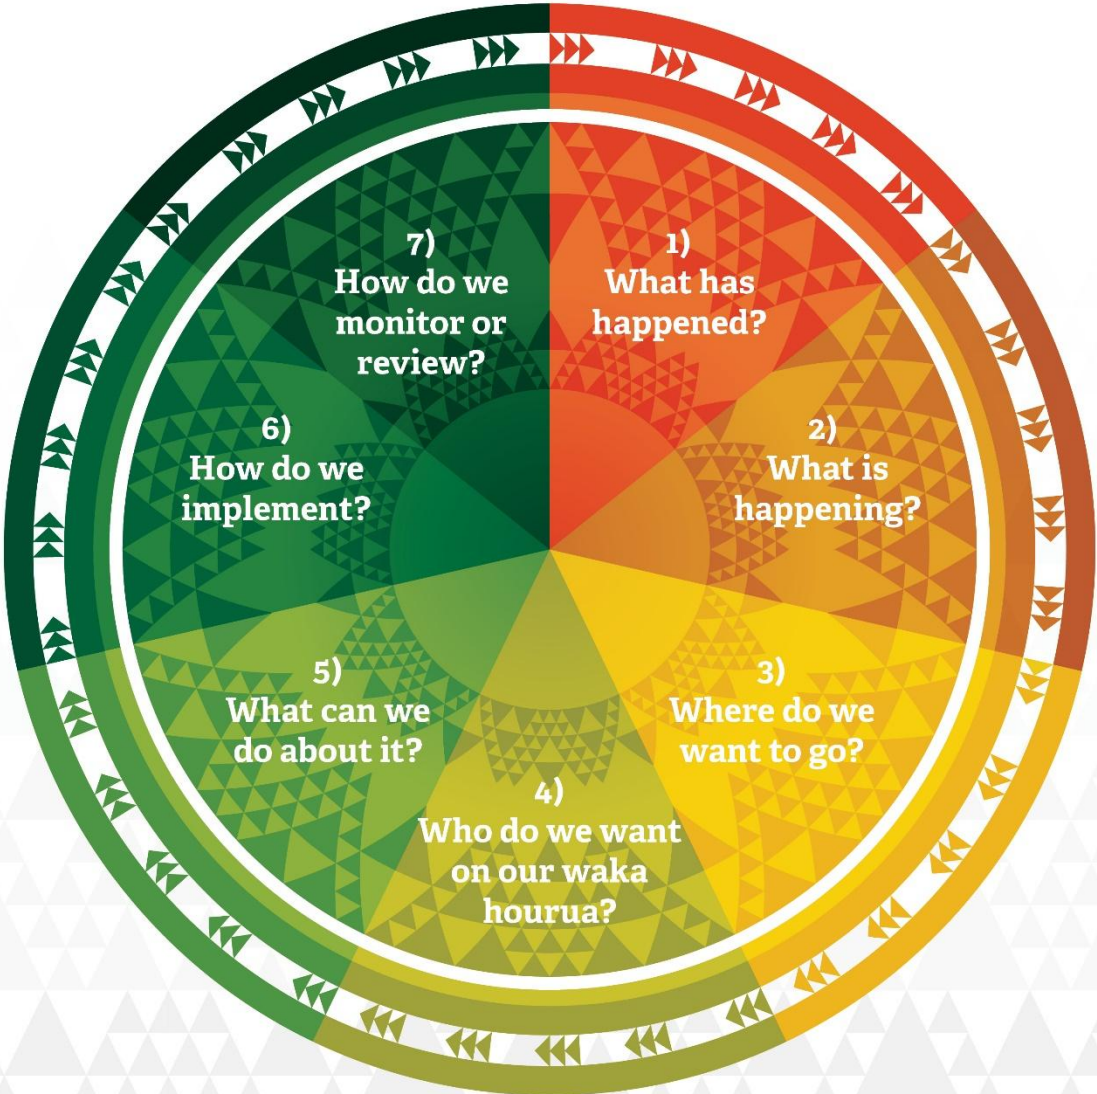 1)
What has
happened?
2)
What is
happening?
3)
Where do we
want to go?
4)
Who do we want
on our waka
hourua?
5)
What can we
do about it?
6)
How do we
implement?
7)
How do we
monitor or
review?